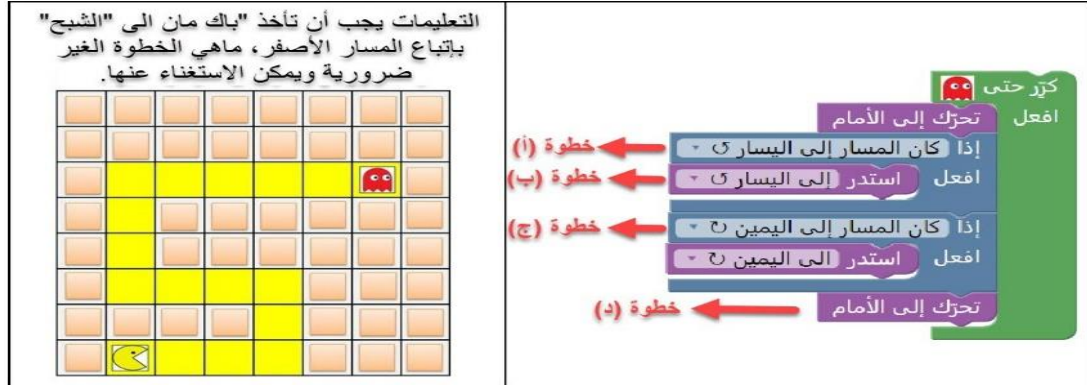 التعليمات يجب أن تأخذ "باك مان الى "الشبح"
بإتباع المسار الأصفر، ماهي الخطوة الغير
ضرورية ويمكن الاستغناء عنها.
كرّر حتى
افعل
تحرّك إلى الأمام
إذا كان المسار إلى اليسار ↺
خطوة (أ)
افعل استدر إلى اليسار ↺
خطوة (ب)
إذا كان المسار إلى اليمين ↻
خطوة (ج)
افعل استدر إلى اليمين ↻
تحرّك إلى الأمام
خطوة (د)